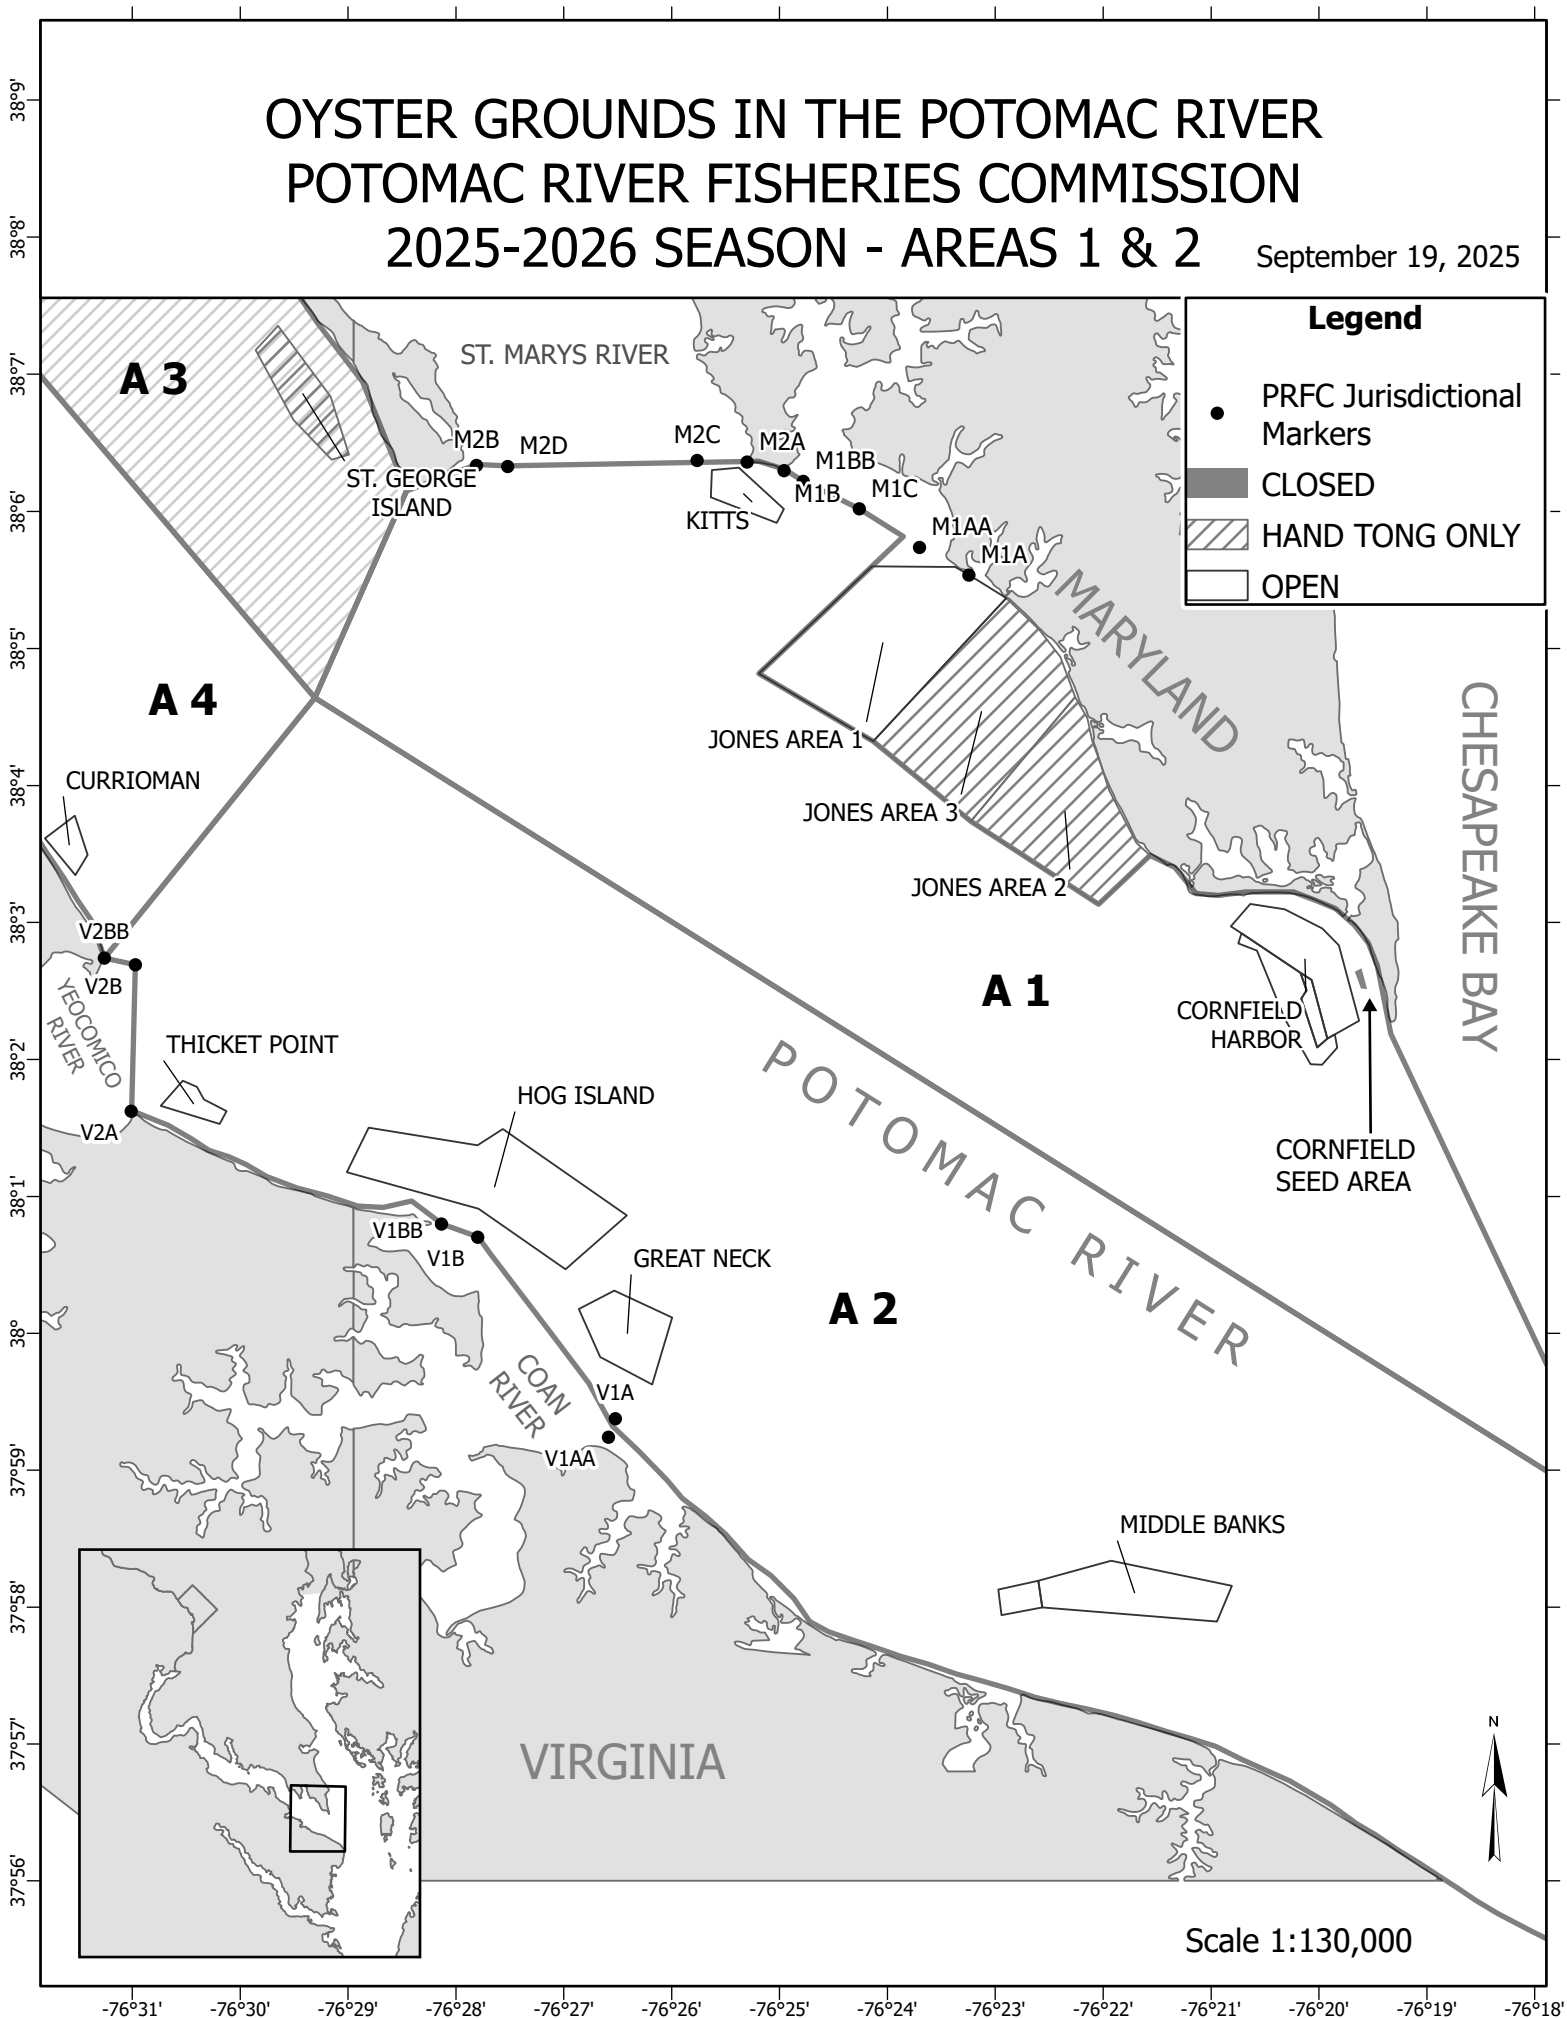 OYSTER GROUNDS IN THE POTOMAC RIVER
POTOMAC RIVER FISHERIES COMMISSION
2025-2026 SEASON - AREAS 1 & 2
September 19, 2025
Legend
PRFC Jurisdictional
Markers
CLOSED
HAND TONG ONLY
OPEN
A 3
ST. MARYS RIVER
M2B
M2D
M2C
M2A
M1BB
M1B
M1C
M1AA
M1A
ST. GEORGE
ISLAND
KITTS
MARYLAND
CHESAPEAKE BAY
A 4
JONES AREA 1
JONES AREA 3
JONES AREA 2
CURRIOMAN
V2BB
V2B
YEOCOMICO
RIVER
A 1
CORNFIELD
HARBOR
THICKET POINT
V2A
HOG ISLAND
POTOMAC RIVER
CORNFIELD
SEED AREA
V1BB
V1B
GREAT NECK
A 2
COAN
RIVER
V1A
V1AA
MIDDLE BANKS
VIRGINIA
N
Scale 1:130,000
38°9'
38°8'
38°7'
38°6'
38°5'
38°4'
38°3'
38°2'
38°1'
38°
37°59'
37°58'
37°57'
37°56'
-76°31'
-76°30'
-76°29'
-76°28'
-76°27'
-76°26'
-76°25'
-76°24'
-76°23'
-76°22'
-76°21'
-76°20'
-76°19'
-76°18'